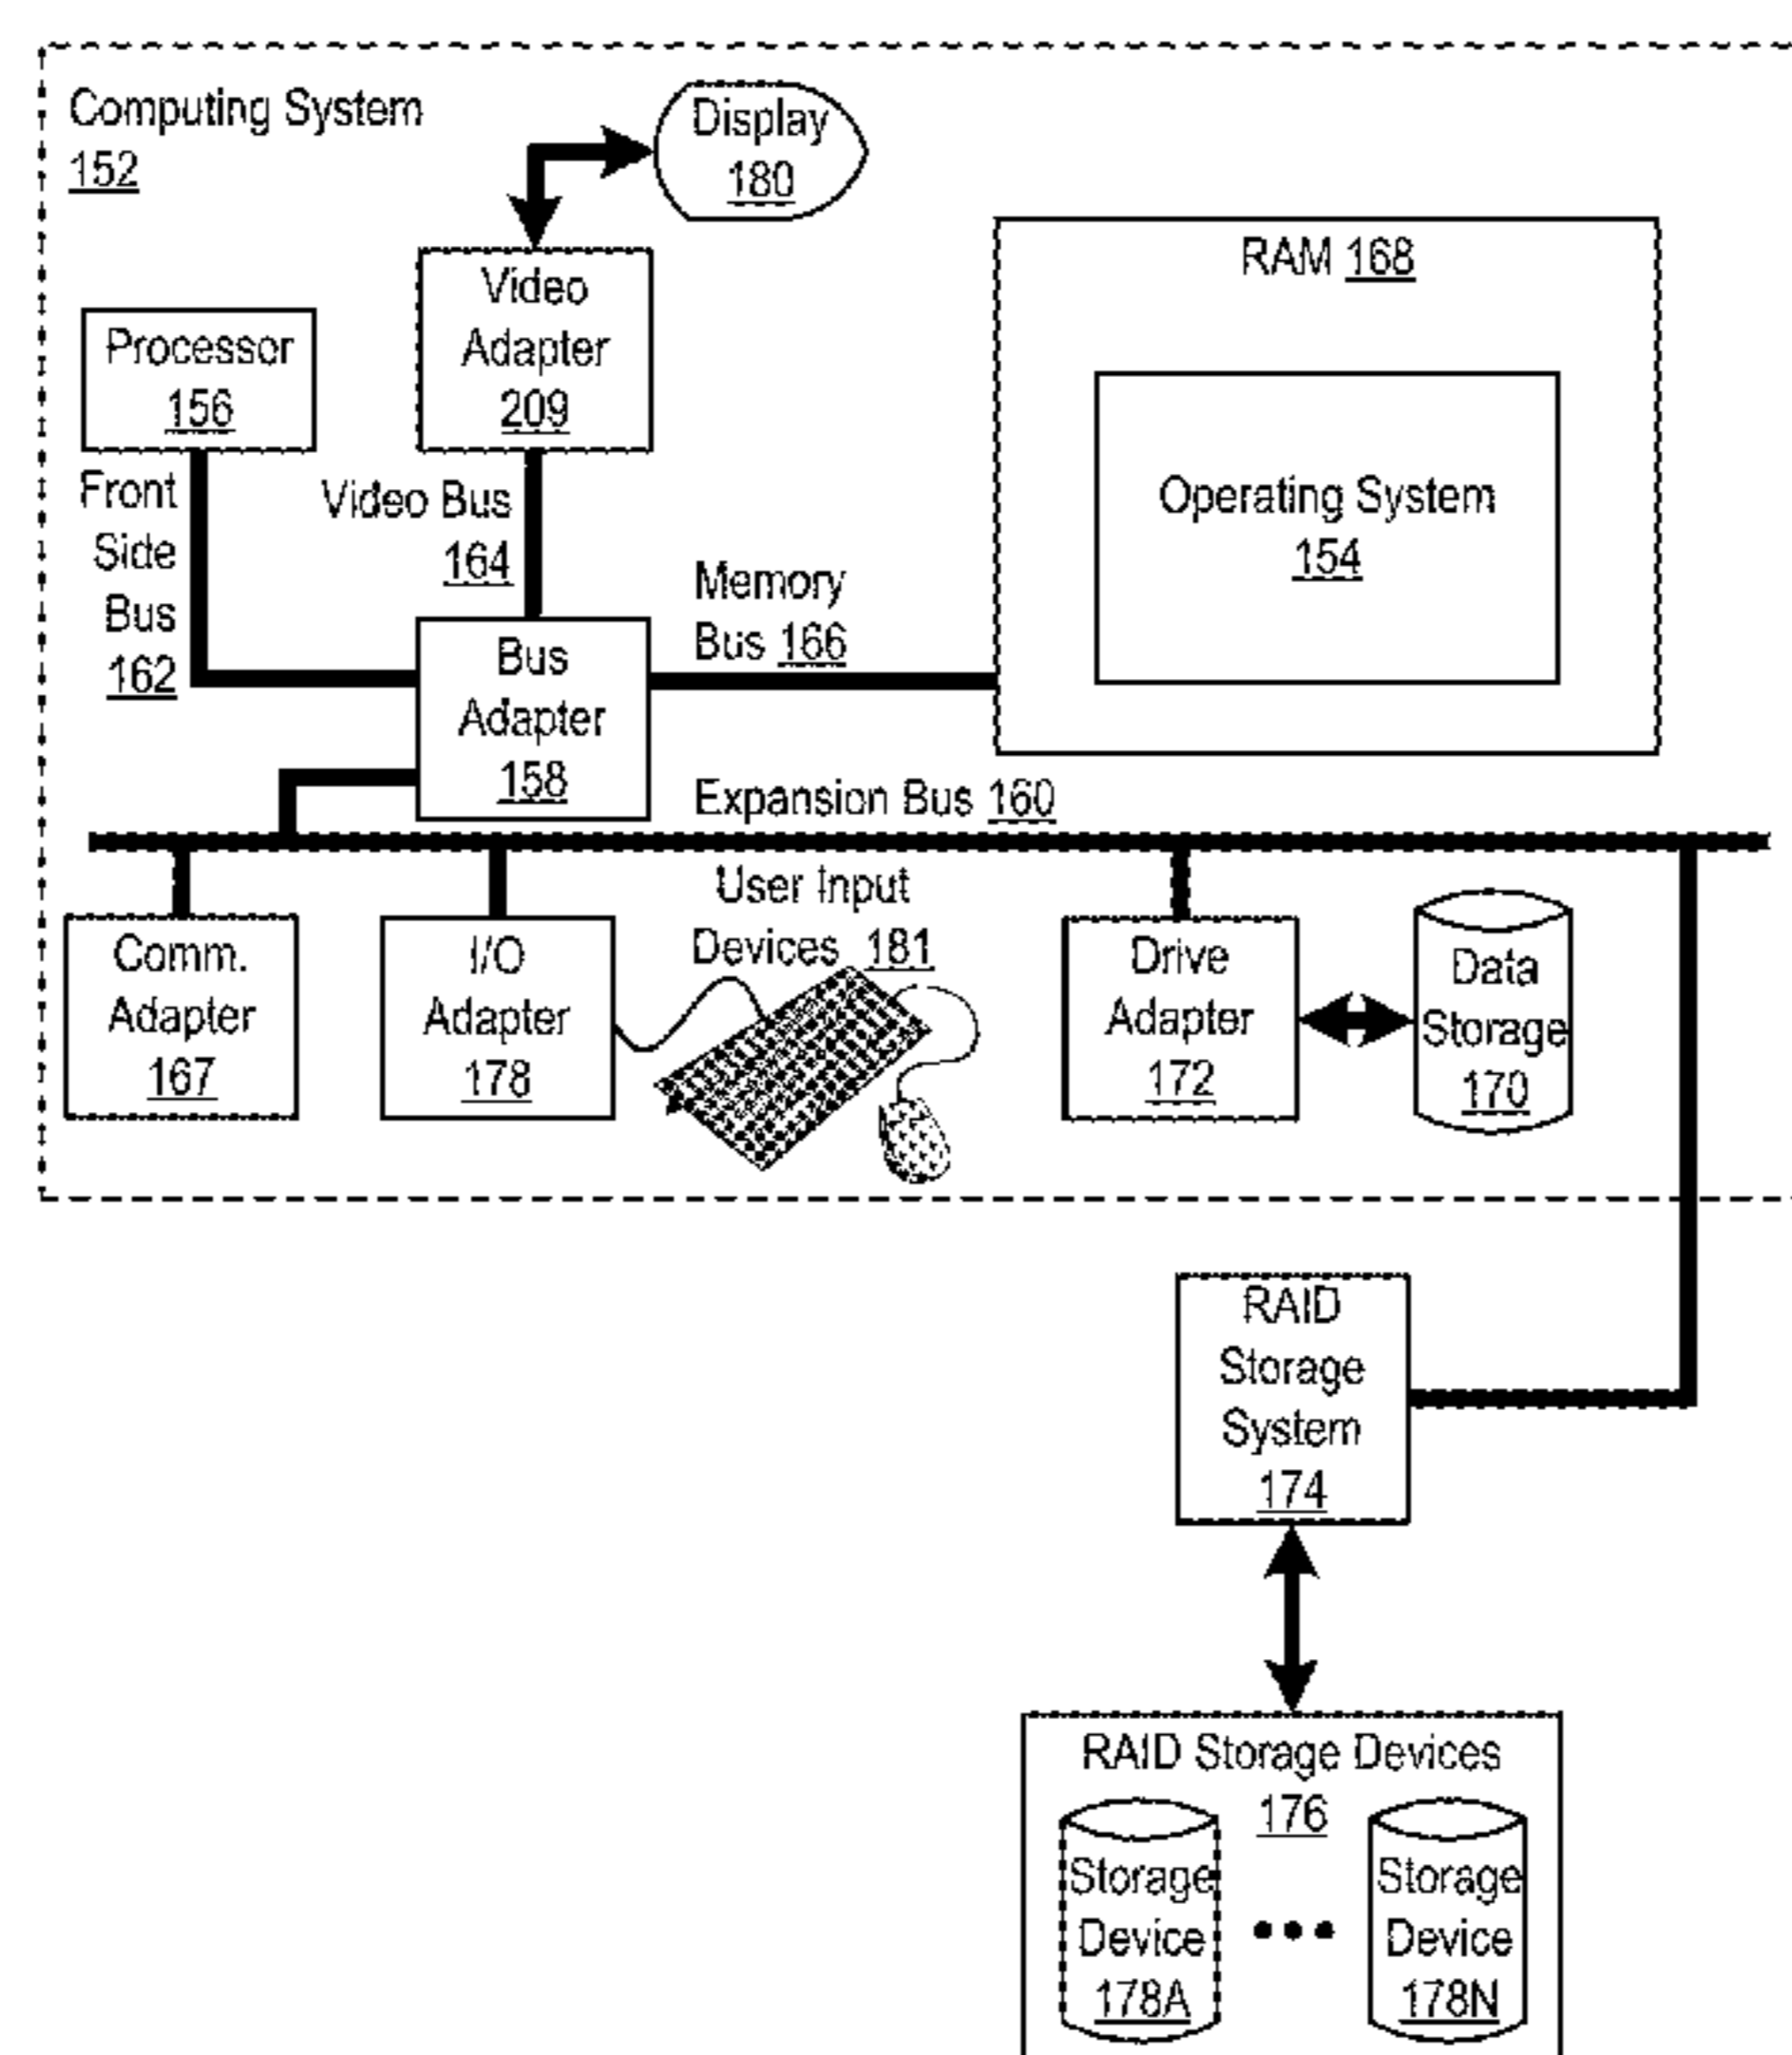 Computing System
152
Display
180
Video
Adapter
209
RAM 168
Processor
156
Operating System
154
Front
Side
Bus
162
Video Bus
164
Memory
Bus 166
Bus
Adapter
158
Expansion Bus 160
Comm.
Adapter
167
I/O
Adapter
178
User Input
Devices 181
Drive
Adapter
172
Data
Storage
170
RAID
Storage
System
174
RAID Storage Devices
176
Storage
Device
178A
Storage
Device
178N